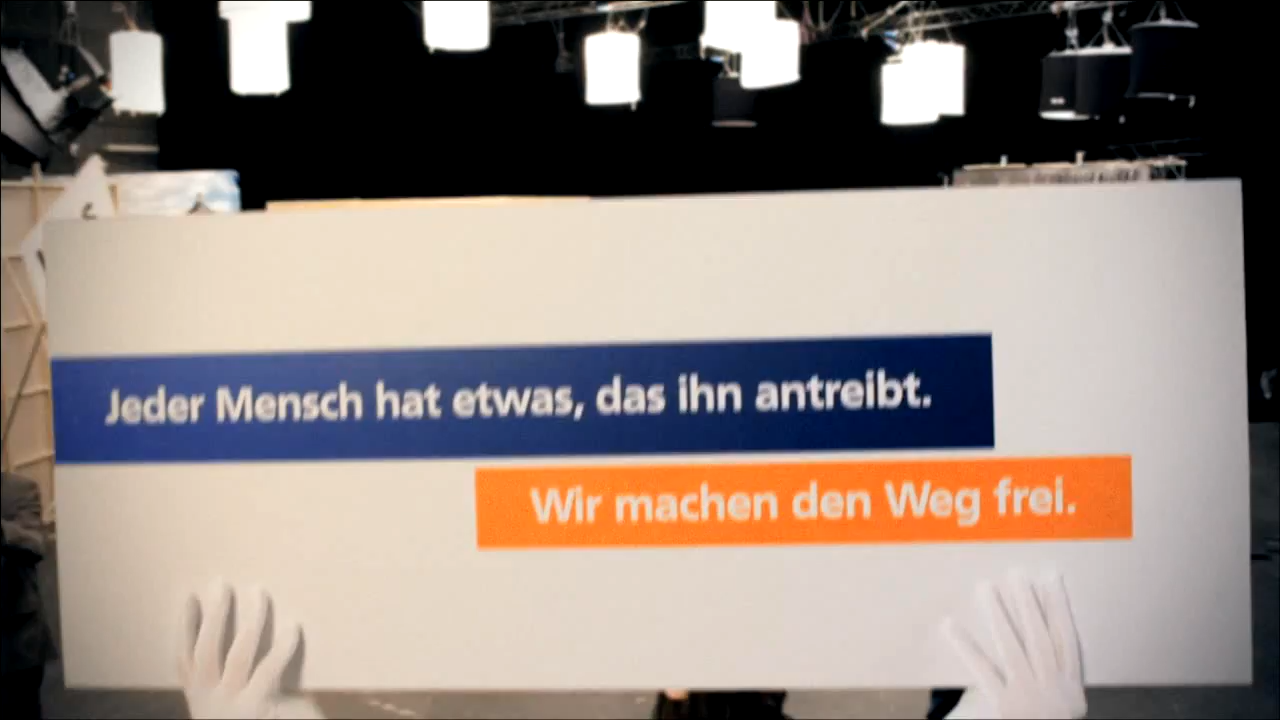 Jeder Mensch hat etwas, das ihn antreibt.
Wir machen den Weg frei.